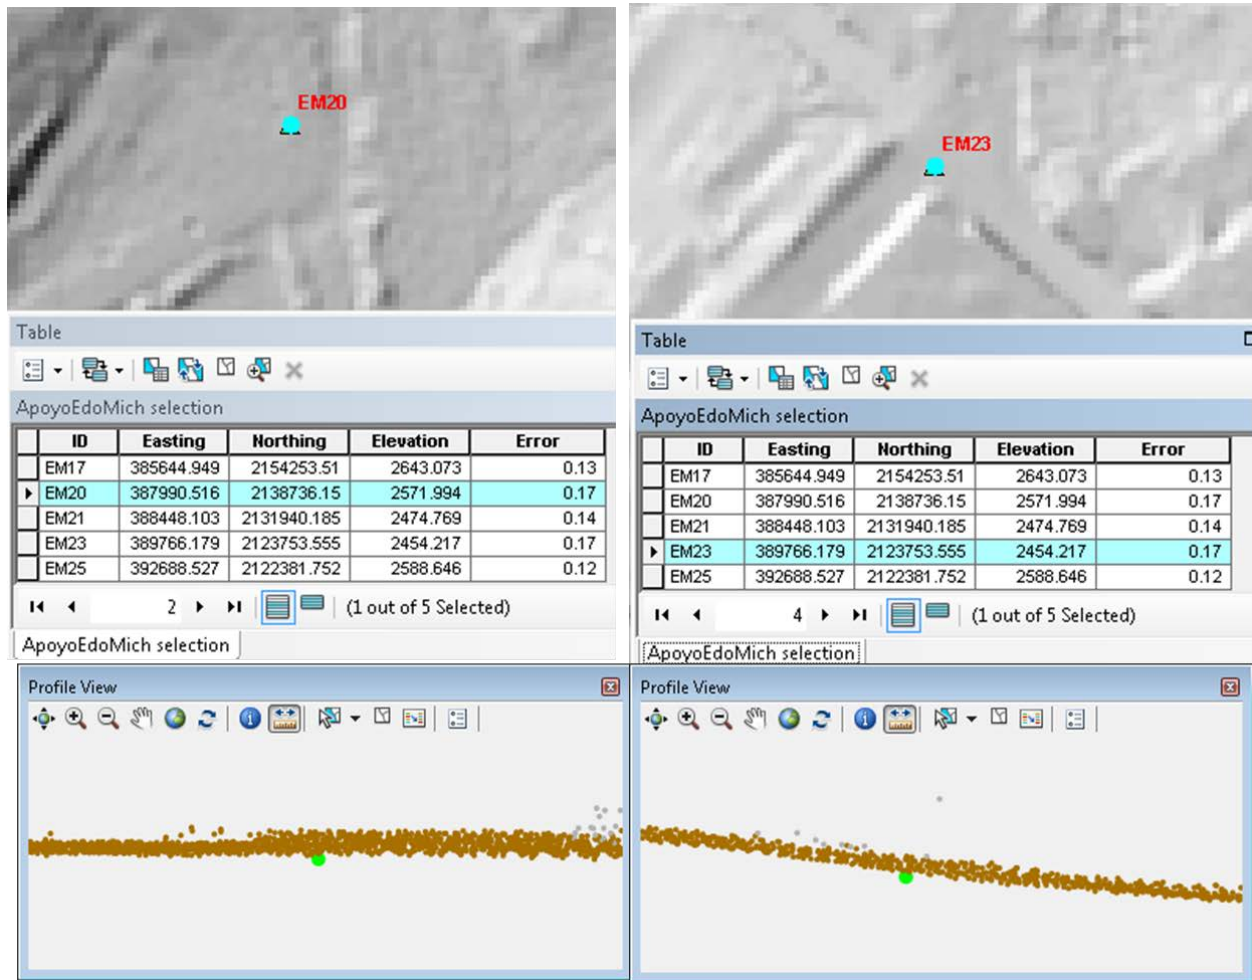 EM20
Table
ApoyoEdoMich selection
ID Easting Northing Elevation Error
EM17 385644.949 2154253.51 2643.073 0.13
EM20 387990.516 2138736.15 2571.994 0.17
EM21 388448.103 2131940.185 2474.769 0.14
EM23 389766.179 2123753.555 2454.217 0.17
EM25 392688.527 2122381.752 2588.646 0.12
2 (1 out of 5 Selected)
ApoyoEdoMich selection
EM23
Table
ApoyoEdoMich selection
ID Easting Northing Elevation Error
EM17 385644.949 2154253.51 2643.073 0.13
EM20 387990.516 2138736.15 2571.994 0.17
EM21 388448.103 2131940.185 2474.769 0.14
EM23 389766.179 2123753.555 2454.217 0.17
EM25 392688.527 2122381.752 2588.646 0.12
4 (1 out of 5 Selected)
ApoyoEdoMich selection
Profile View
Profile View